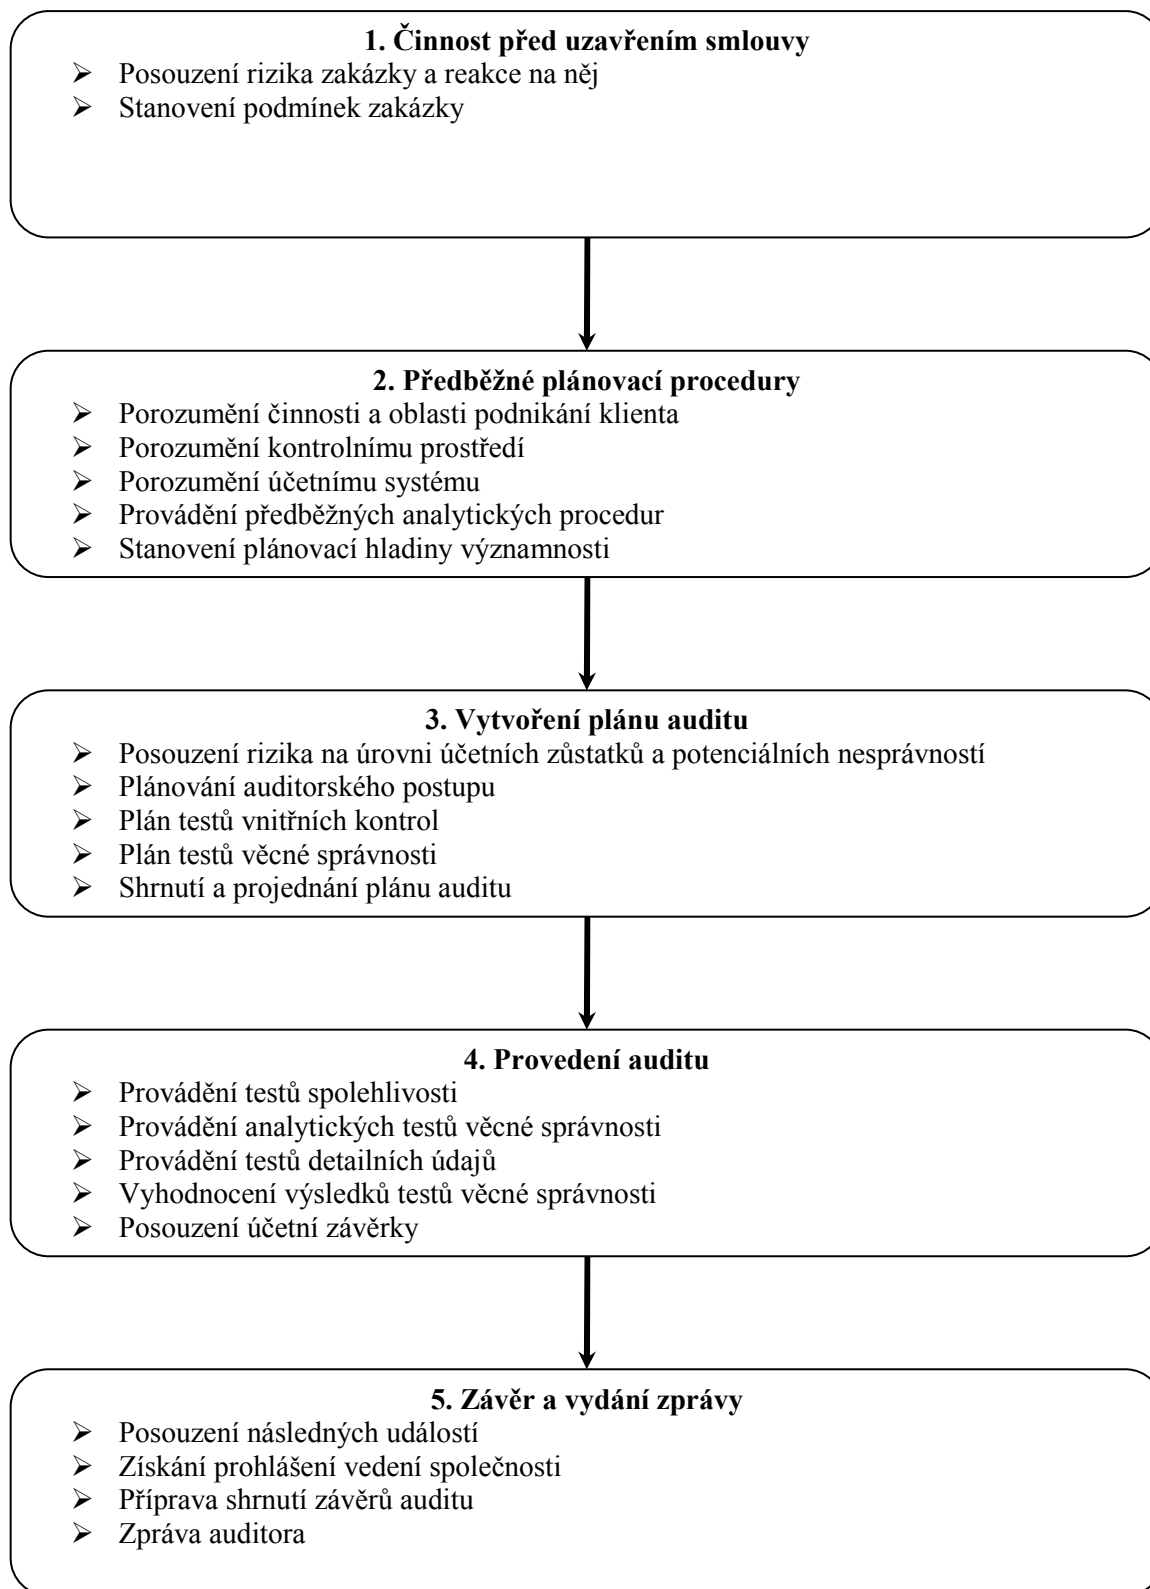 1. Činnost před uzavřením smlouvy
➢ Posouzení rizika zakázky a reakce na něj
➢ Stanovení podmínek zakázky
2. Předběžné plánovací procedury
➢ Porozumění činnosti a oblasti podnikání klienta
➢ Porozumění kontrolnímu prostředí
➢ Porozumění účetnímu systému
➢ Provádění předběžných analytických procedur
➢ Stanovení plánovací hladiny významnosti
3. Vytvoření plánu auditu
➢ Posouzení rizika na úrovni účetních zůstatků a potenciálních nesprávností
➢ Plánování auditorského postupu
➢ Plán testů vnitřních kontrol
➢ Plán testů věcné správnosti
➢ Shrnutí a projednání plánu auditu
4. Provedení auditu
➢ Provádění testů spolehlivosti
➢ Provádění analytických testů věcné správnosti
➢ Provádění testů detailních údajů
➢ Vyhodnocení výsledků testů věcné správnosti
➢ Posouzení účetní závěrky
5. Závěr a vydání zprávy
➢ Posouzení následných událostí
➢ Získání prohlášení vedení společnosti
➢ Příprava shrnutí závěrů auditu
➢ Zpráva auditora